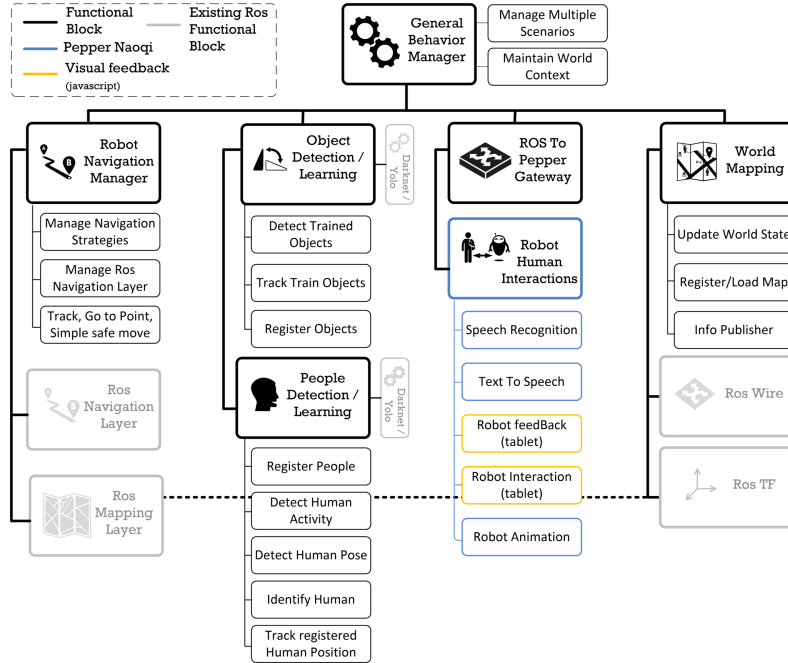 Functional
Block
Existing Ros
Functional
Block
Pepper Naoqi
Visual feedback
(javascript)
General
Behavior
Manager
Manage Multiple
Scenarios
Maintain World
Context
Robot
Navigation
Manager
Manage Navigation
Strategies
Manage Ros
Navigation Layer
Track, Go to Point,
Simple safe move
Ros
Navigation
Layer
Ros
Mapping
Layer
Object
Detection /
Learning
Darknet /
Yolo
Detect Trained
Objects
Track Train Objects
Register Objects
People
Detection /
Learning
Darknet /
Yolo
Register People
Detect Human
Activity
Detect Human Pose
Identify Human
Track registered
Human Position
ROS To
Pepper
Gateway
Robot
Human
Interactions
Speech Recognition
Text To Speech
Robot feedBack
(tablet)
Robot Interaction
(tablet)
Robot Animation
World
Mapping
Update World State
Register/Load Map
Info Publisher
Ros Wire
Ros TF